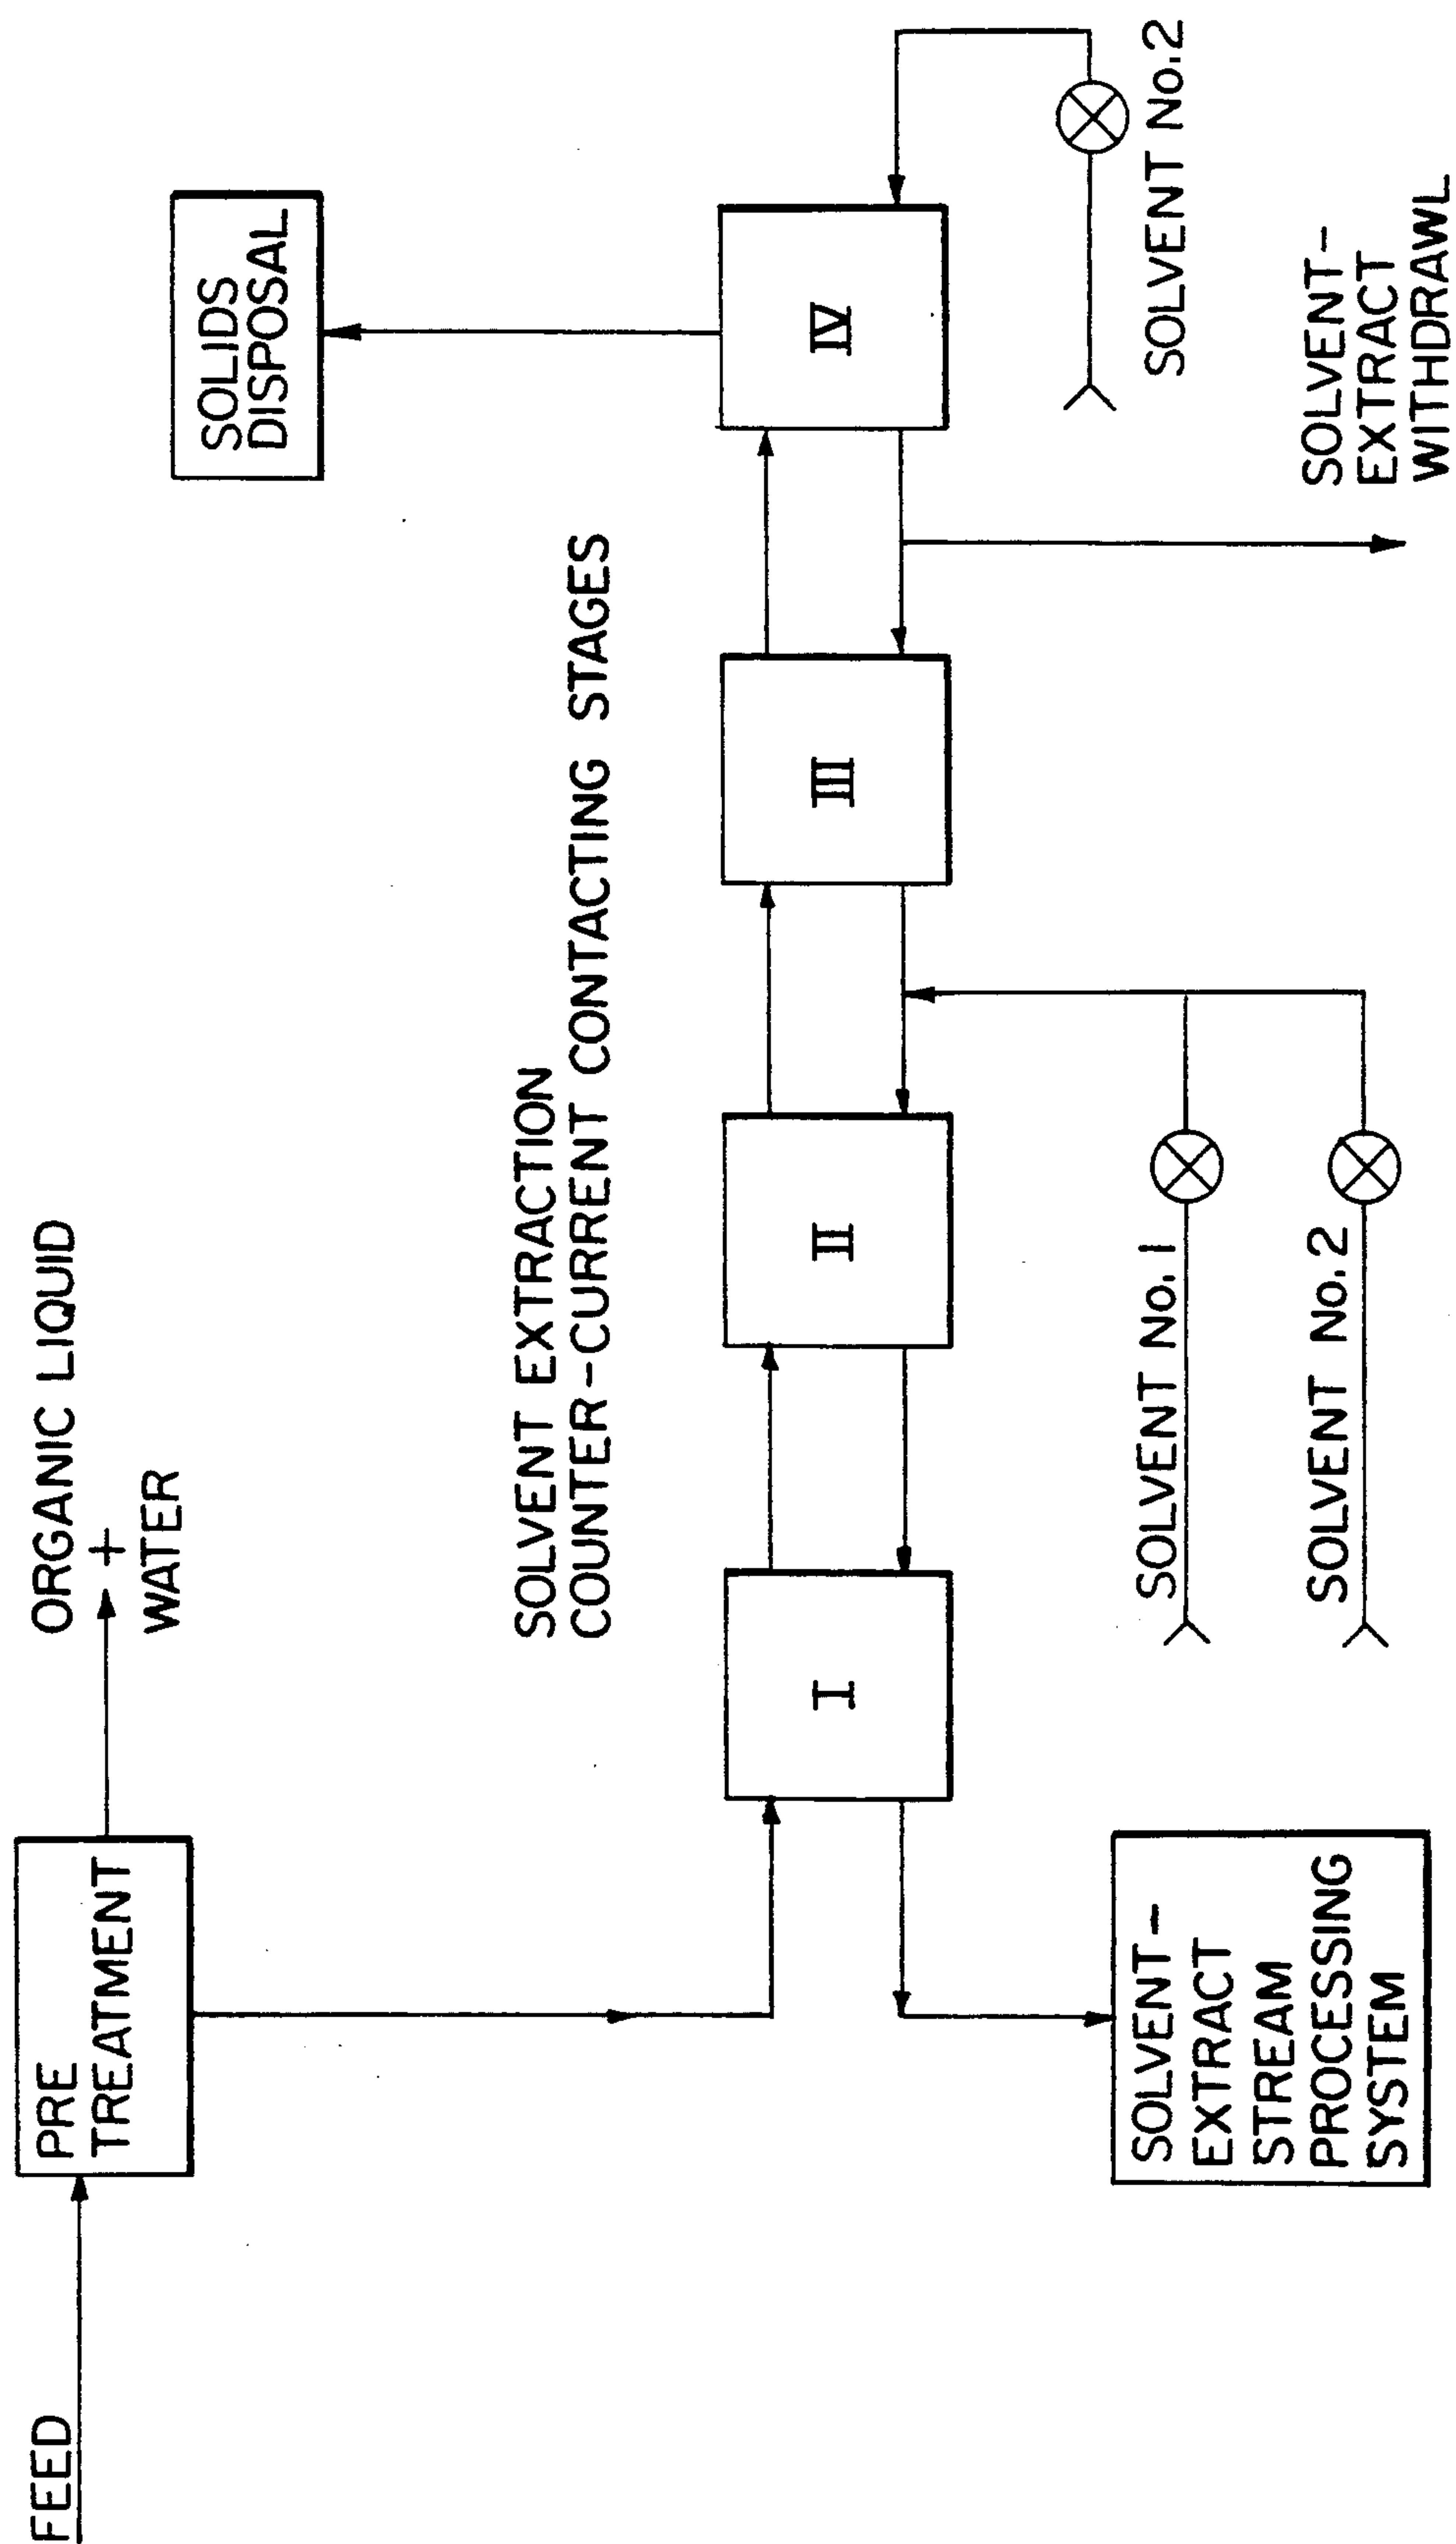 FEED
PRE
TREATMENT
ORGANIC LIQUID
+
WATER
SOLVENT EXTRACTION
COUNTER-CURRENT CONTACTING STAGES
SOLIDS
DISPOSAL
I
II
III
IV
SOLVENT-
EXTRACT
STREAM
PROCESSING
SYSTEM
SOLVENT No. 1
SOLVENT No. 2
SOLVENT-
EXTRACT
WITHDRAWL
SOLVENT No. 2